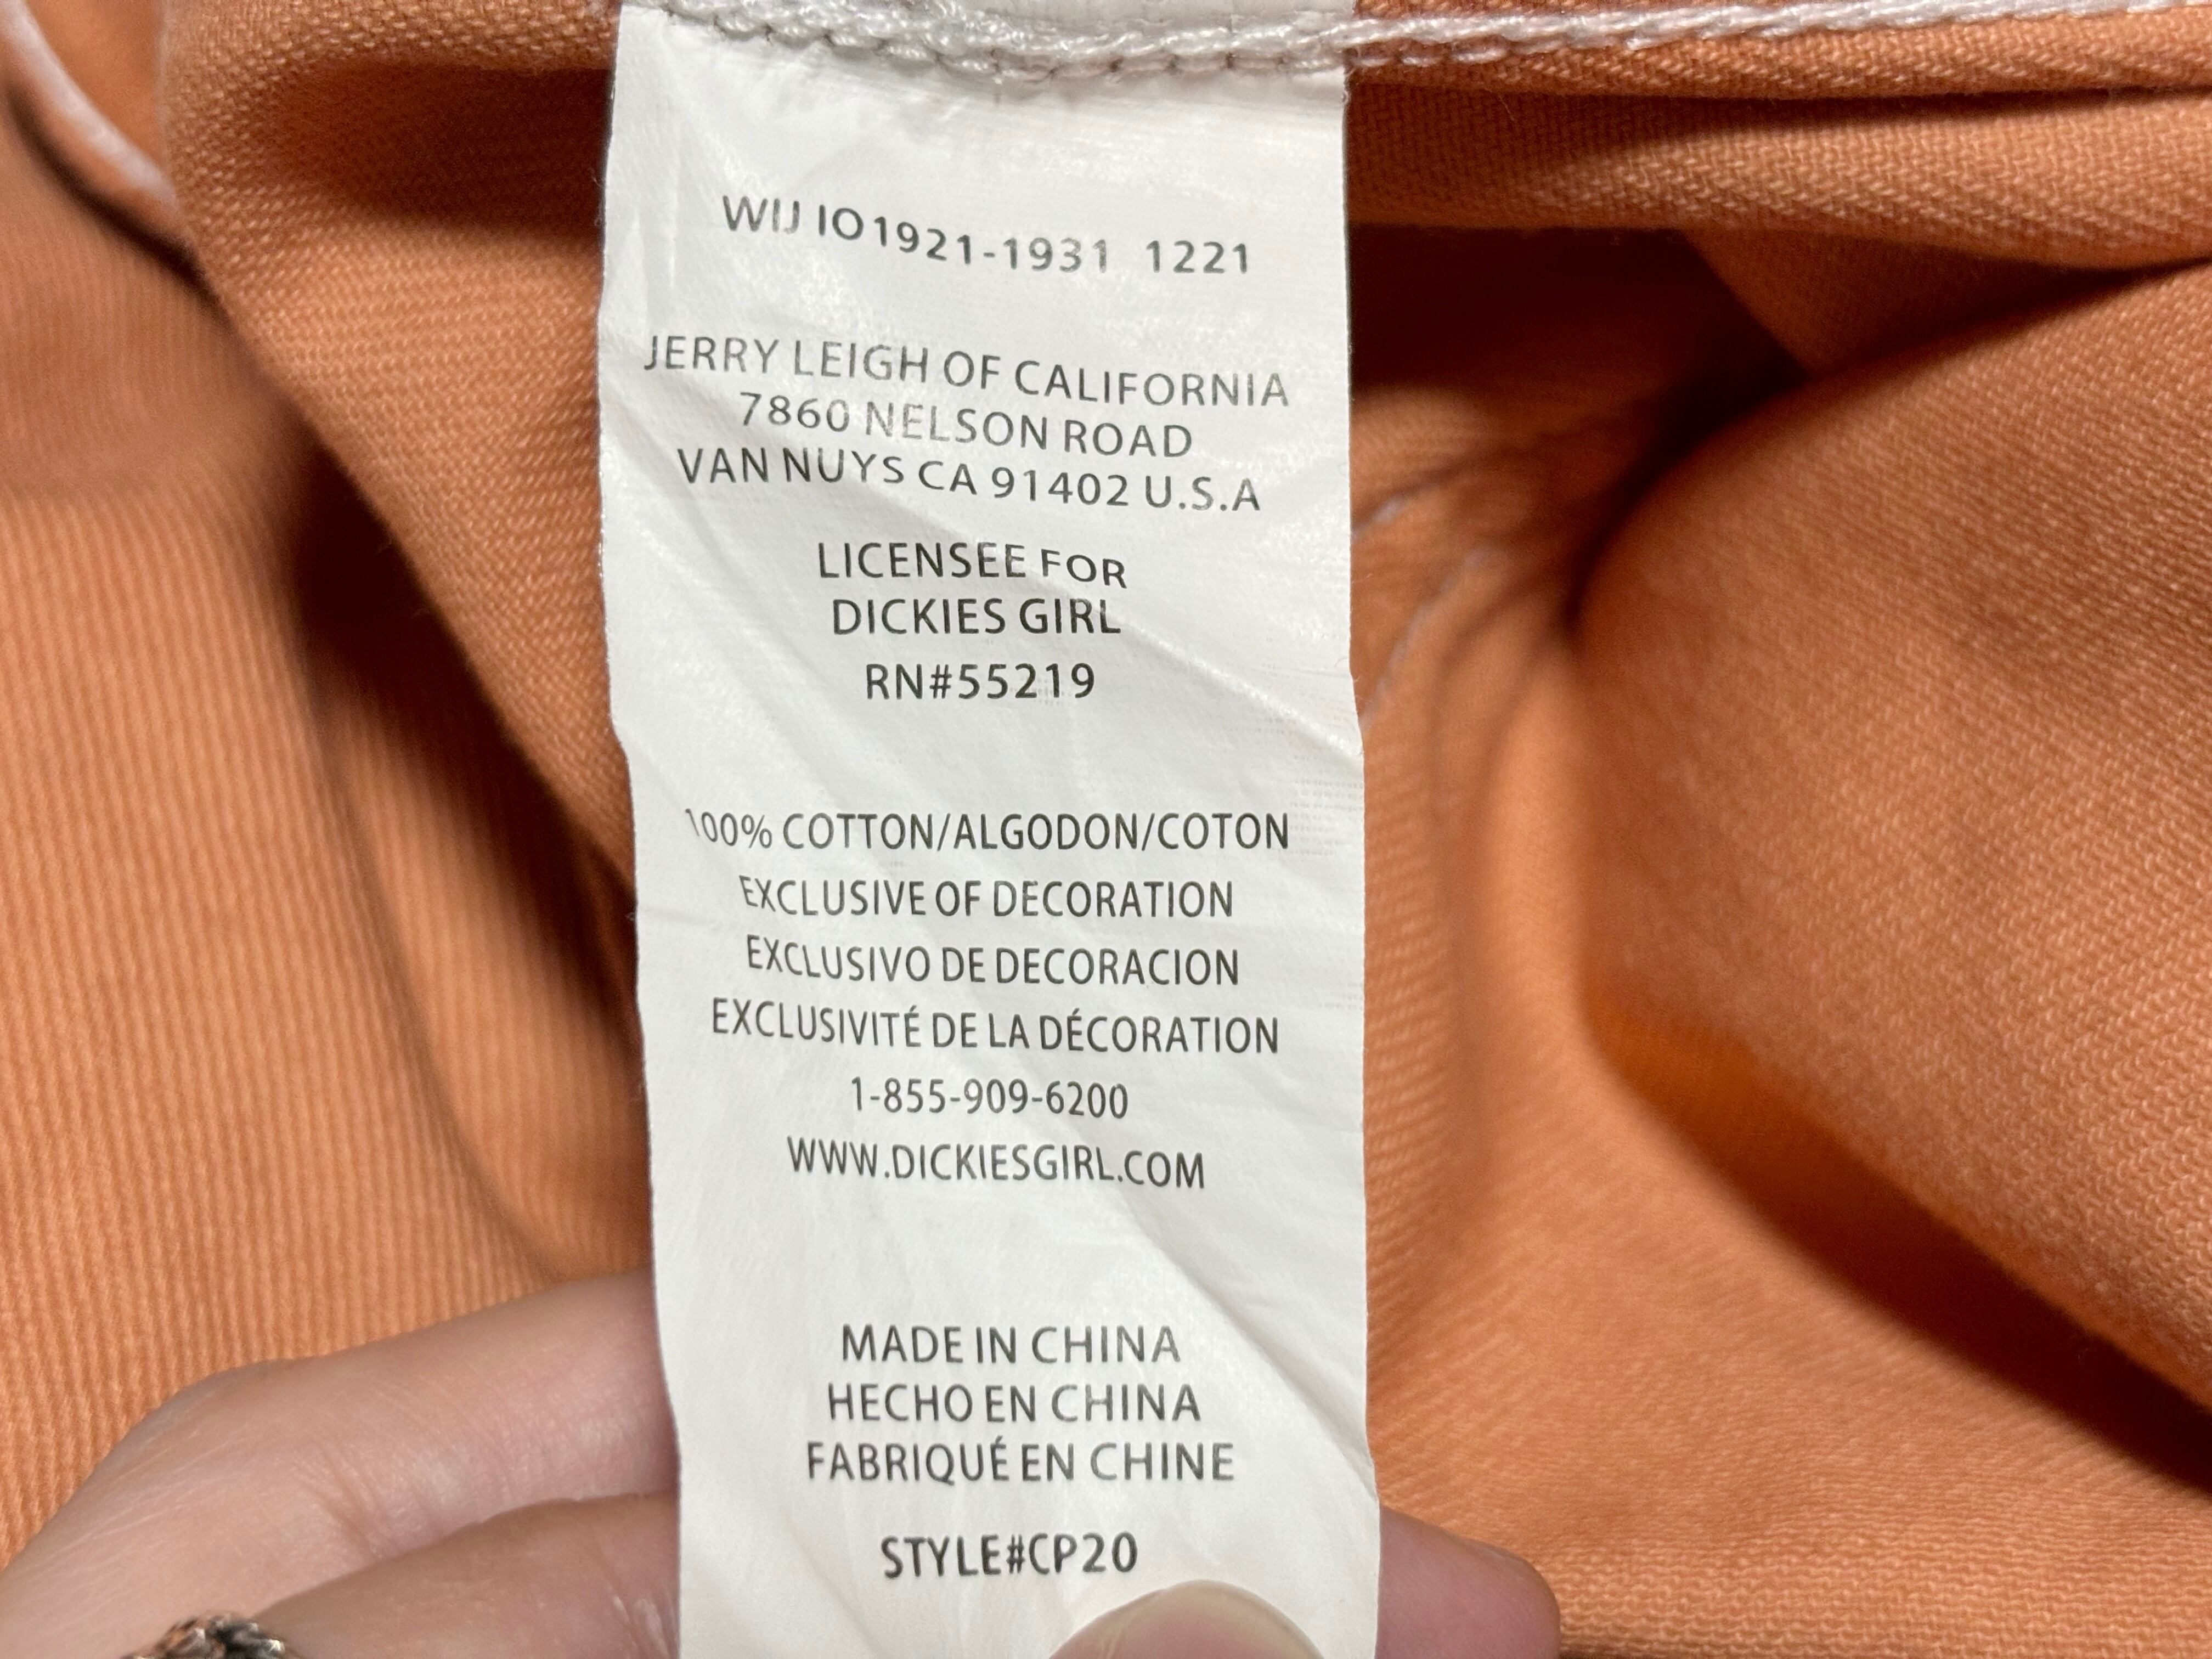 WIJ IO1921-1931 1221
JERRY LEIGH OF CALIFORNIA
7860 NELSON ROAD
VAN NUYS CA 91402 U.S.A
LICENSEE FOR
DICKIES GIRL
RN#55219
100% COTTON/ALGODON/COTON
EXCLUSIVE OF DECORATION
EXCLUSIVO DE DECORACION
EXCLUSIVITÉ DE LA DÉCORATION
1-855-909-6200
WWW.DICKIESGIRL.COM
MADE IN CHINA
HECHO EN CHINA
FABRIQUÉ EN CHINE
STYLE#CP20